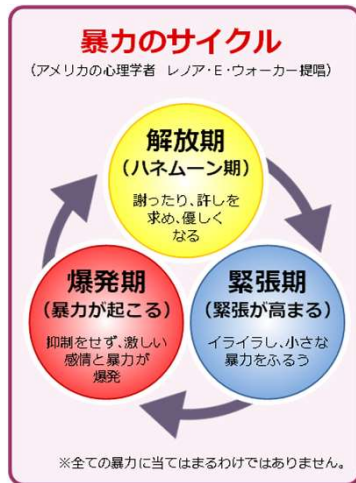 暴力のサイクル
（アメリカの心理学者 レノア・E・ウォーカー提唱）
解放期
（ハネムーン期）
謝ったり、許しを
求め、優しく
なる
爆発期
（暴力が起こる）
抑制をせず、激しい
感情と暴力が
爆発
緊張期
（緊張が高まる）
イライラし、小さな
暴力をふるう
※全ての暴力に当てはまるわけではありません。